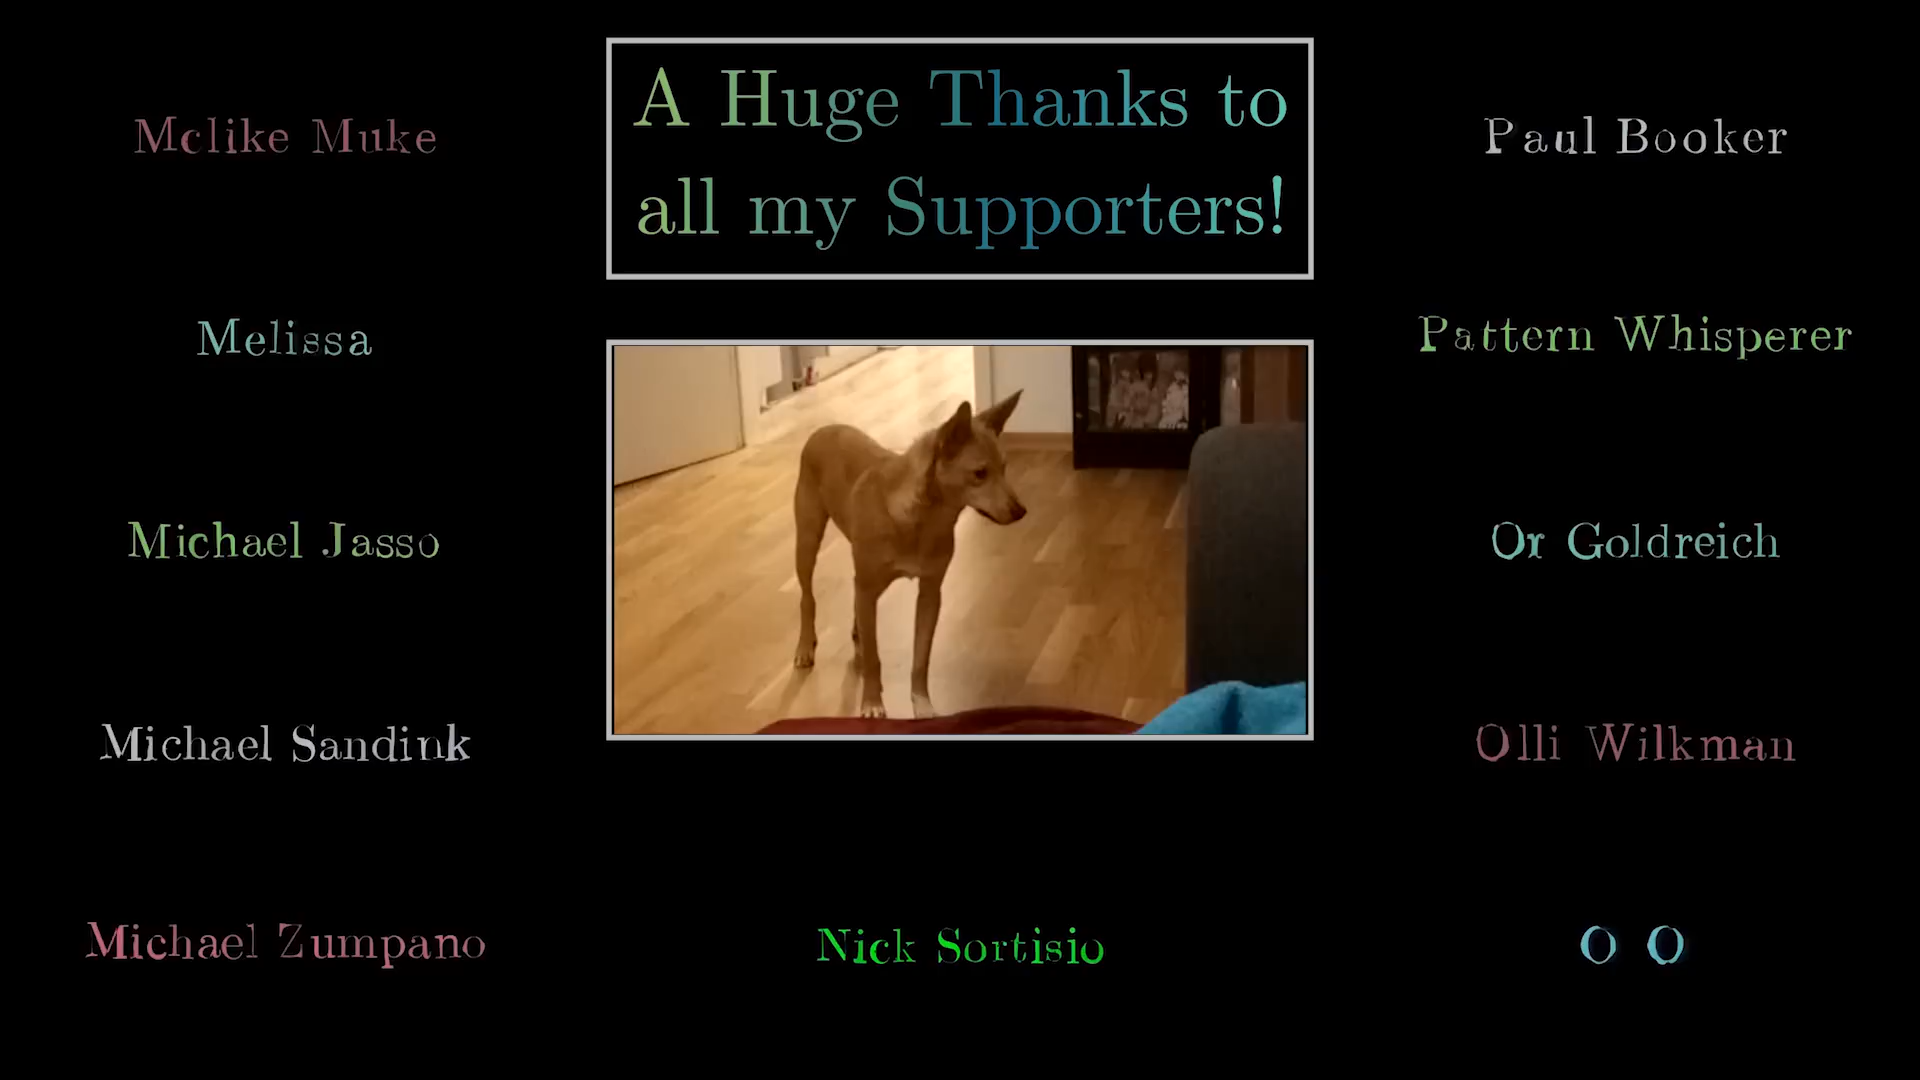 A Huge Thanks to
all my Supporters!
Mclike Muke
Melissa
Michael Jasso
Michael Sandink
Michael Zumpano
Nick Sortisio
Paul Booker
Pattern Whisperer
Or Goldreich
Olli Wilkman
O O